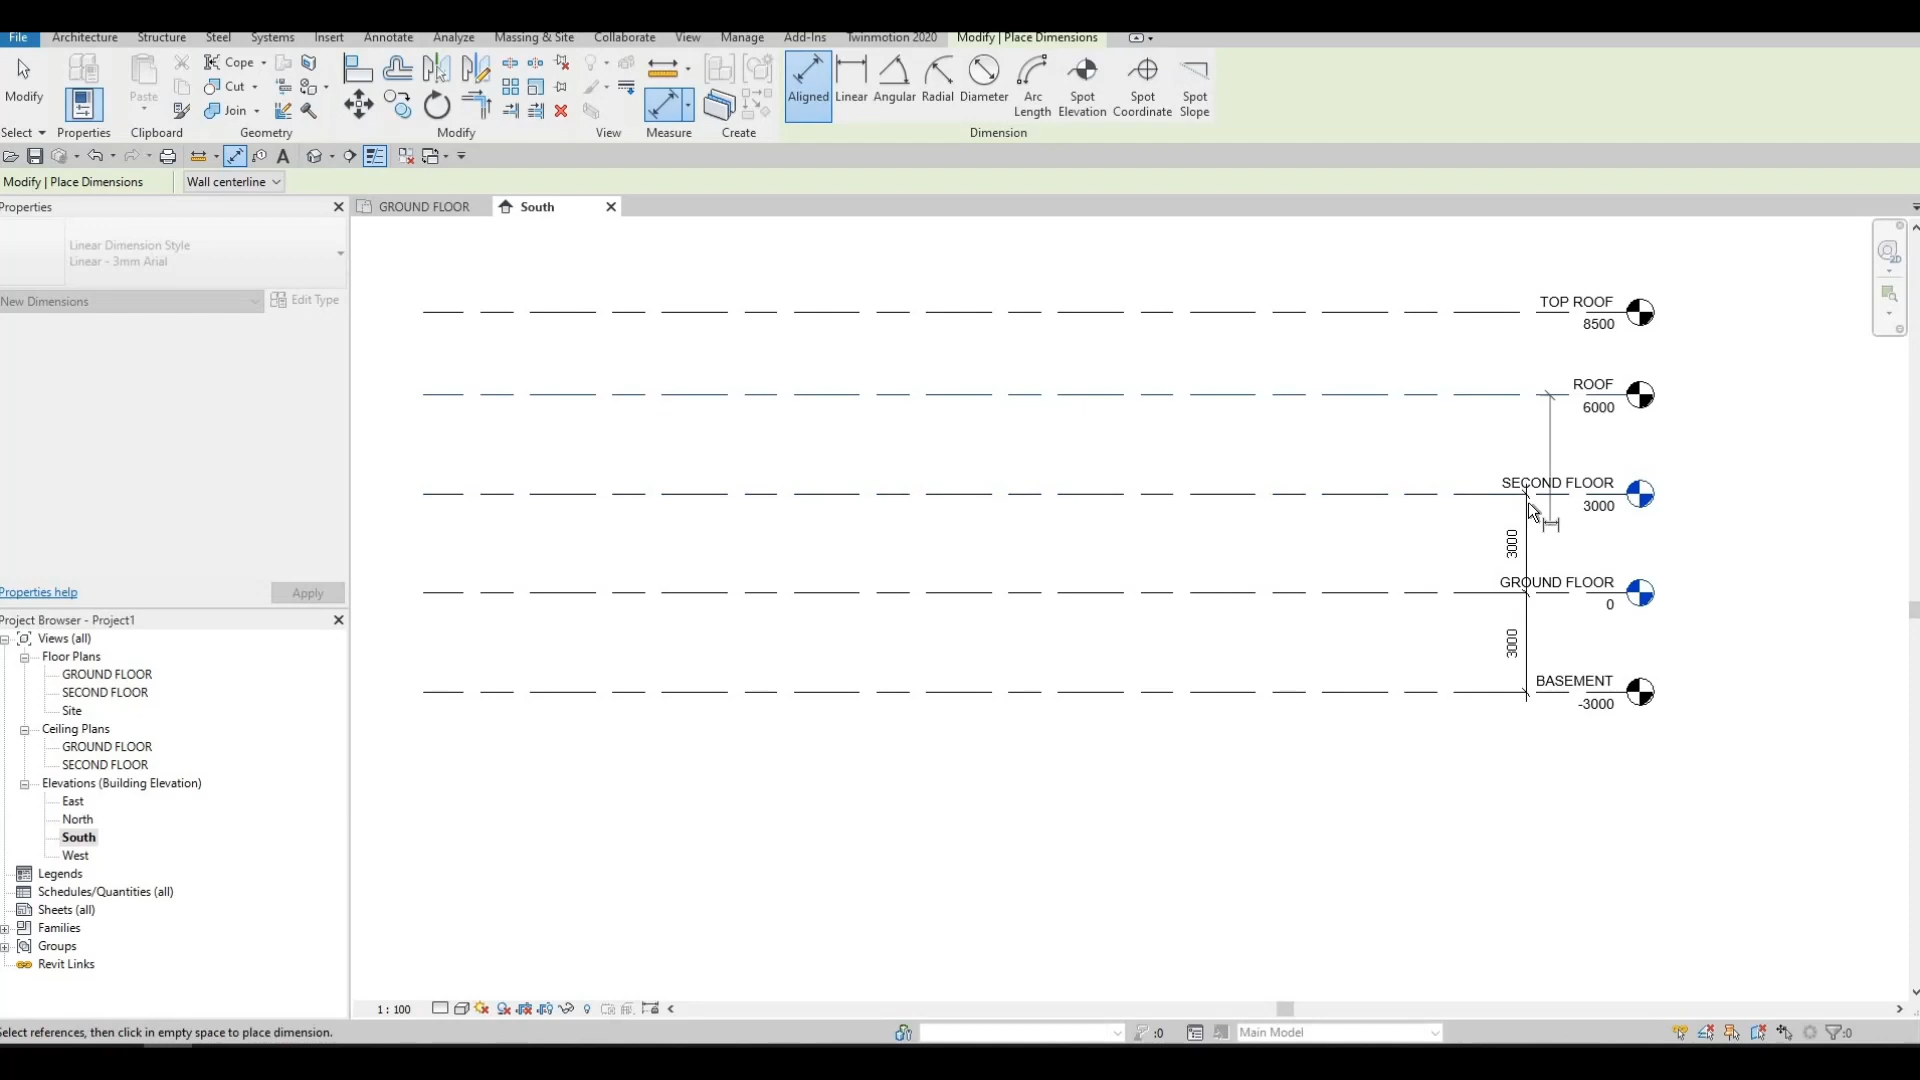 File Architecture Structure Steel Systems Insert Annotate Analyze Massing & Site Collaborate View Manage Add-Ins Twinmotion 2020 Modify | Place Dimensions
Modify Paste Cope Cut Join Aligned Linear Angular Radial Diameter Arc Length Spot Elevation Spot Coordinate Spot Slope
Select Properties Clipboard Geometry Modify View Measure Create Dimension
Modify | Place Dimensions Wall centerline
Properties
GROUND FLOOR South
Linear Dimension Style
Linear - 3mm Arial
New Dimensions Edit Type
TOP ROOF
8500
ROOF
6000
SECOND FLOOR
3000
3000
GROUND FLOOR
0
3000
BASEMENT
-3000
Properties help Apply
Project Browser - Project1
Views (all)
Floor Plans
GROUND FLOOR
SECOND FLOOR
Site
Ceiling Plans
GROUND FLOOR
SECOND FLOOR
Elevations (Building Elevation)
East
North
South
West
Legends
Schedules/Quantities (all)
Sheets (all)
Families
Groups
Revit Links
1 : 100
Select references, then click in empty space to place dimension.
:0 Main Model :0